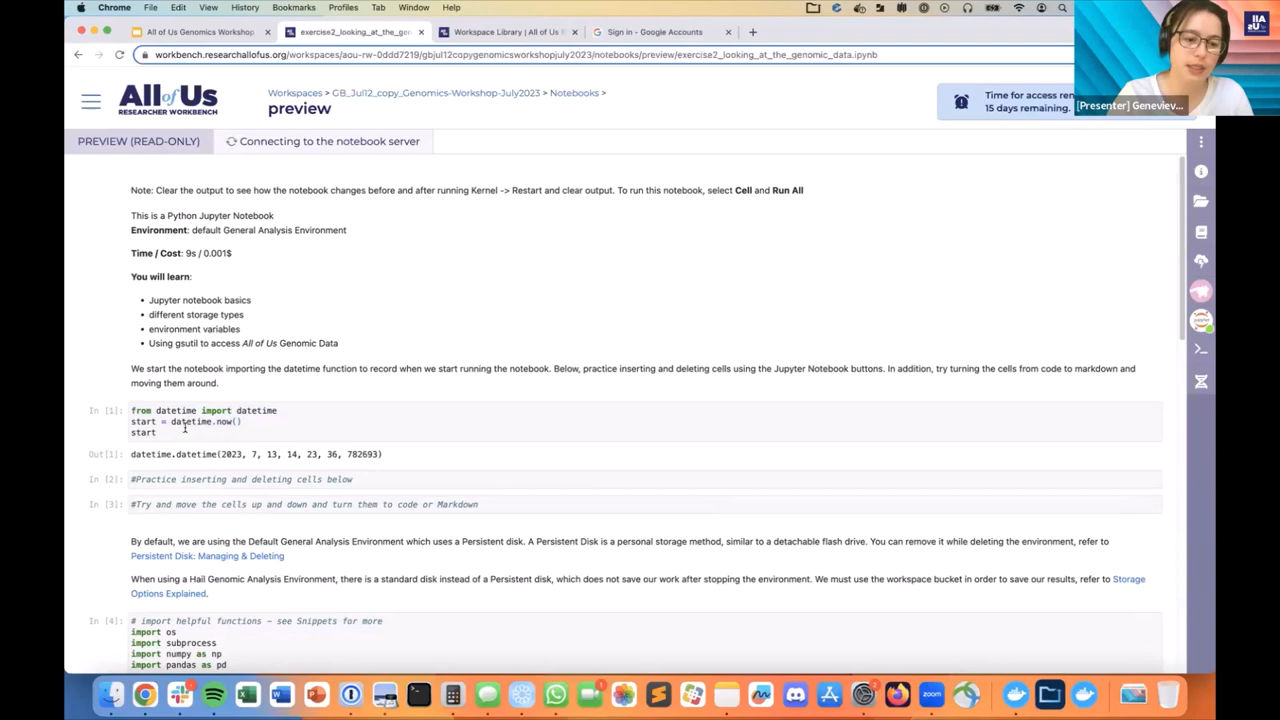 Chrome File Edit View History Bookmarks Profiles Tab Window Help
All of Us Genomics Workshop
exercise2_looking_at_the_gen
Workspace Library | All of Us R
Sign in - Google Accounts
workbench.researchallofus.org/workspaces/aou-rw-0ddd7219/gbjul12copygenomicsworkshopjuly2023/notebooks/preview/exercise2_looking_at_the_genomic_data.ipynb
All of Us
RESEARCHER WORKBENCH
Workspaces > GB_Jul12_copy_Genomics-Workshop-July2023 > Notebooks >
preview
Time for access ren
15 days remaining.
[Presenter] Geneviev...
PREVIEW (READ-ONLY)
Connecting to the notebook server
Note: Clear the output to see how the notebook changes before and after running Kernel -> Restart and clear output. To run this notebook, select Cell and Run All
This is a Python Jupyter Notebook
Environment: default General Analysis Environment
Time / Cost: 9s / 0.001$
You will learn:
• Jupyter notebook basics
• different storage types
• environment variables
• Using gsutil to access All of Us Genomic Data
We start the notebook importing the datetime function to record when we start running the notebook. Below, practice inserting and deleting cells using the Jupyter Notebook buttons. In addition, try turning the cells from code to markdown and
moving them around.
In [1]: from datetime import datetime
start = datetime.now()
start
Out[1]: datetime.datetime(2023, 7, 13, 14, 23, 36, 782693)
In [2]: #Practice inserting and deleting cells below
In [3]: #Try and move the cells up and down and turn them to code or Markdown
By default, we are using the Default General Analysis Environment which uses a Persistent disk. A Persistent Disk is a personal storage method, similar to a detachable flash drive. You can remove it while deleting the environment, refer to
Persistent Disk: Managing & Deleting
When using a Hail Genomic Analysis Environment, there is a standard disk instead of a Persistent disk, which does not save our work after stopping the environment. We must use the workspace bucket in order to save our results, refer to Storage
Options Explained.
In [4]: # import helpful functions – see Snippets for more
import os
import subprocess
import numpy as np
import pandas as pd
zoom